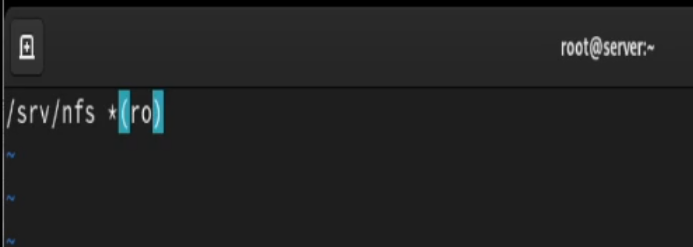 root@server:~
/srv/nfs *(ro)
~
~
~